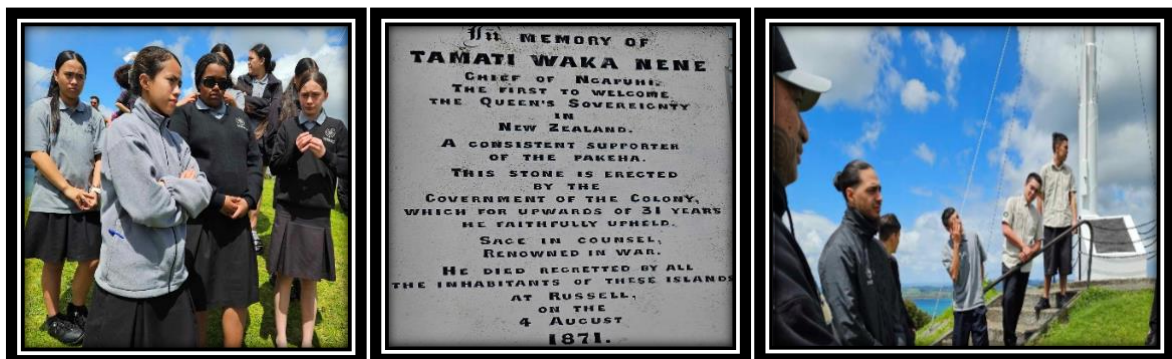 In MEMORY OF
TAMATI WAKA NENE
CHIEF OF NGAPUHI.
THE FIRST TO WELCOME
THE QUEEN'S SOVEREIGNTY
IN
NEW ZEALAND.
A CONSISTENT SUPPORTER
OF THE PAKEHA.
THIS STONE IS ERECTED
BY THE
GOVERNMENT OF THE COLONY,
WHICH FOR UPWARDS OF 31 YEARS
HE FAITHFULLY UPHELD.
SAGE IN COUNSEL,
RENOWNED IN WAR.
HE DIED REGRETTED BY ALL
THE INHABITANTS OF THESE ISLANDS
AT RUSSELL,
ON THE
4 AUGUST
1871.